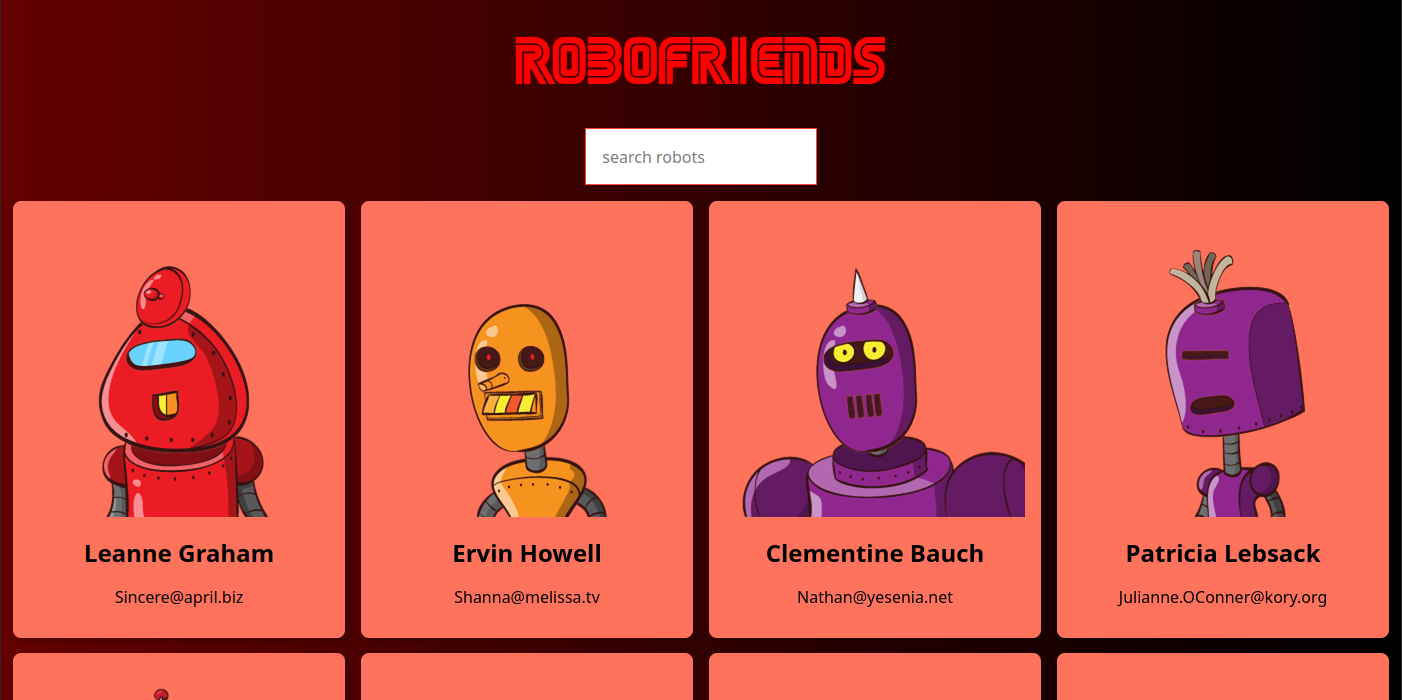 ROBOFRIENDS
search robots
Leanne Graham
Sincere@april.biz
Ervin Howell
Shanna@melissa.tv
Clementine Bauch
Nathan@yesenia.net
Patricia Lebsack
Julianne.OConner@kory.org